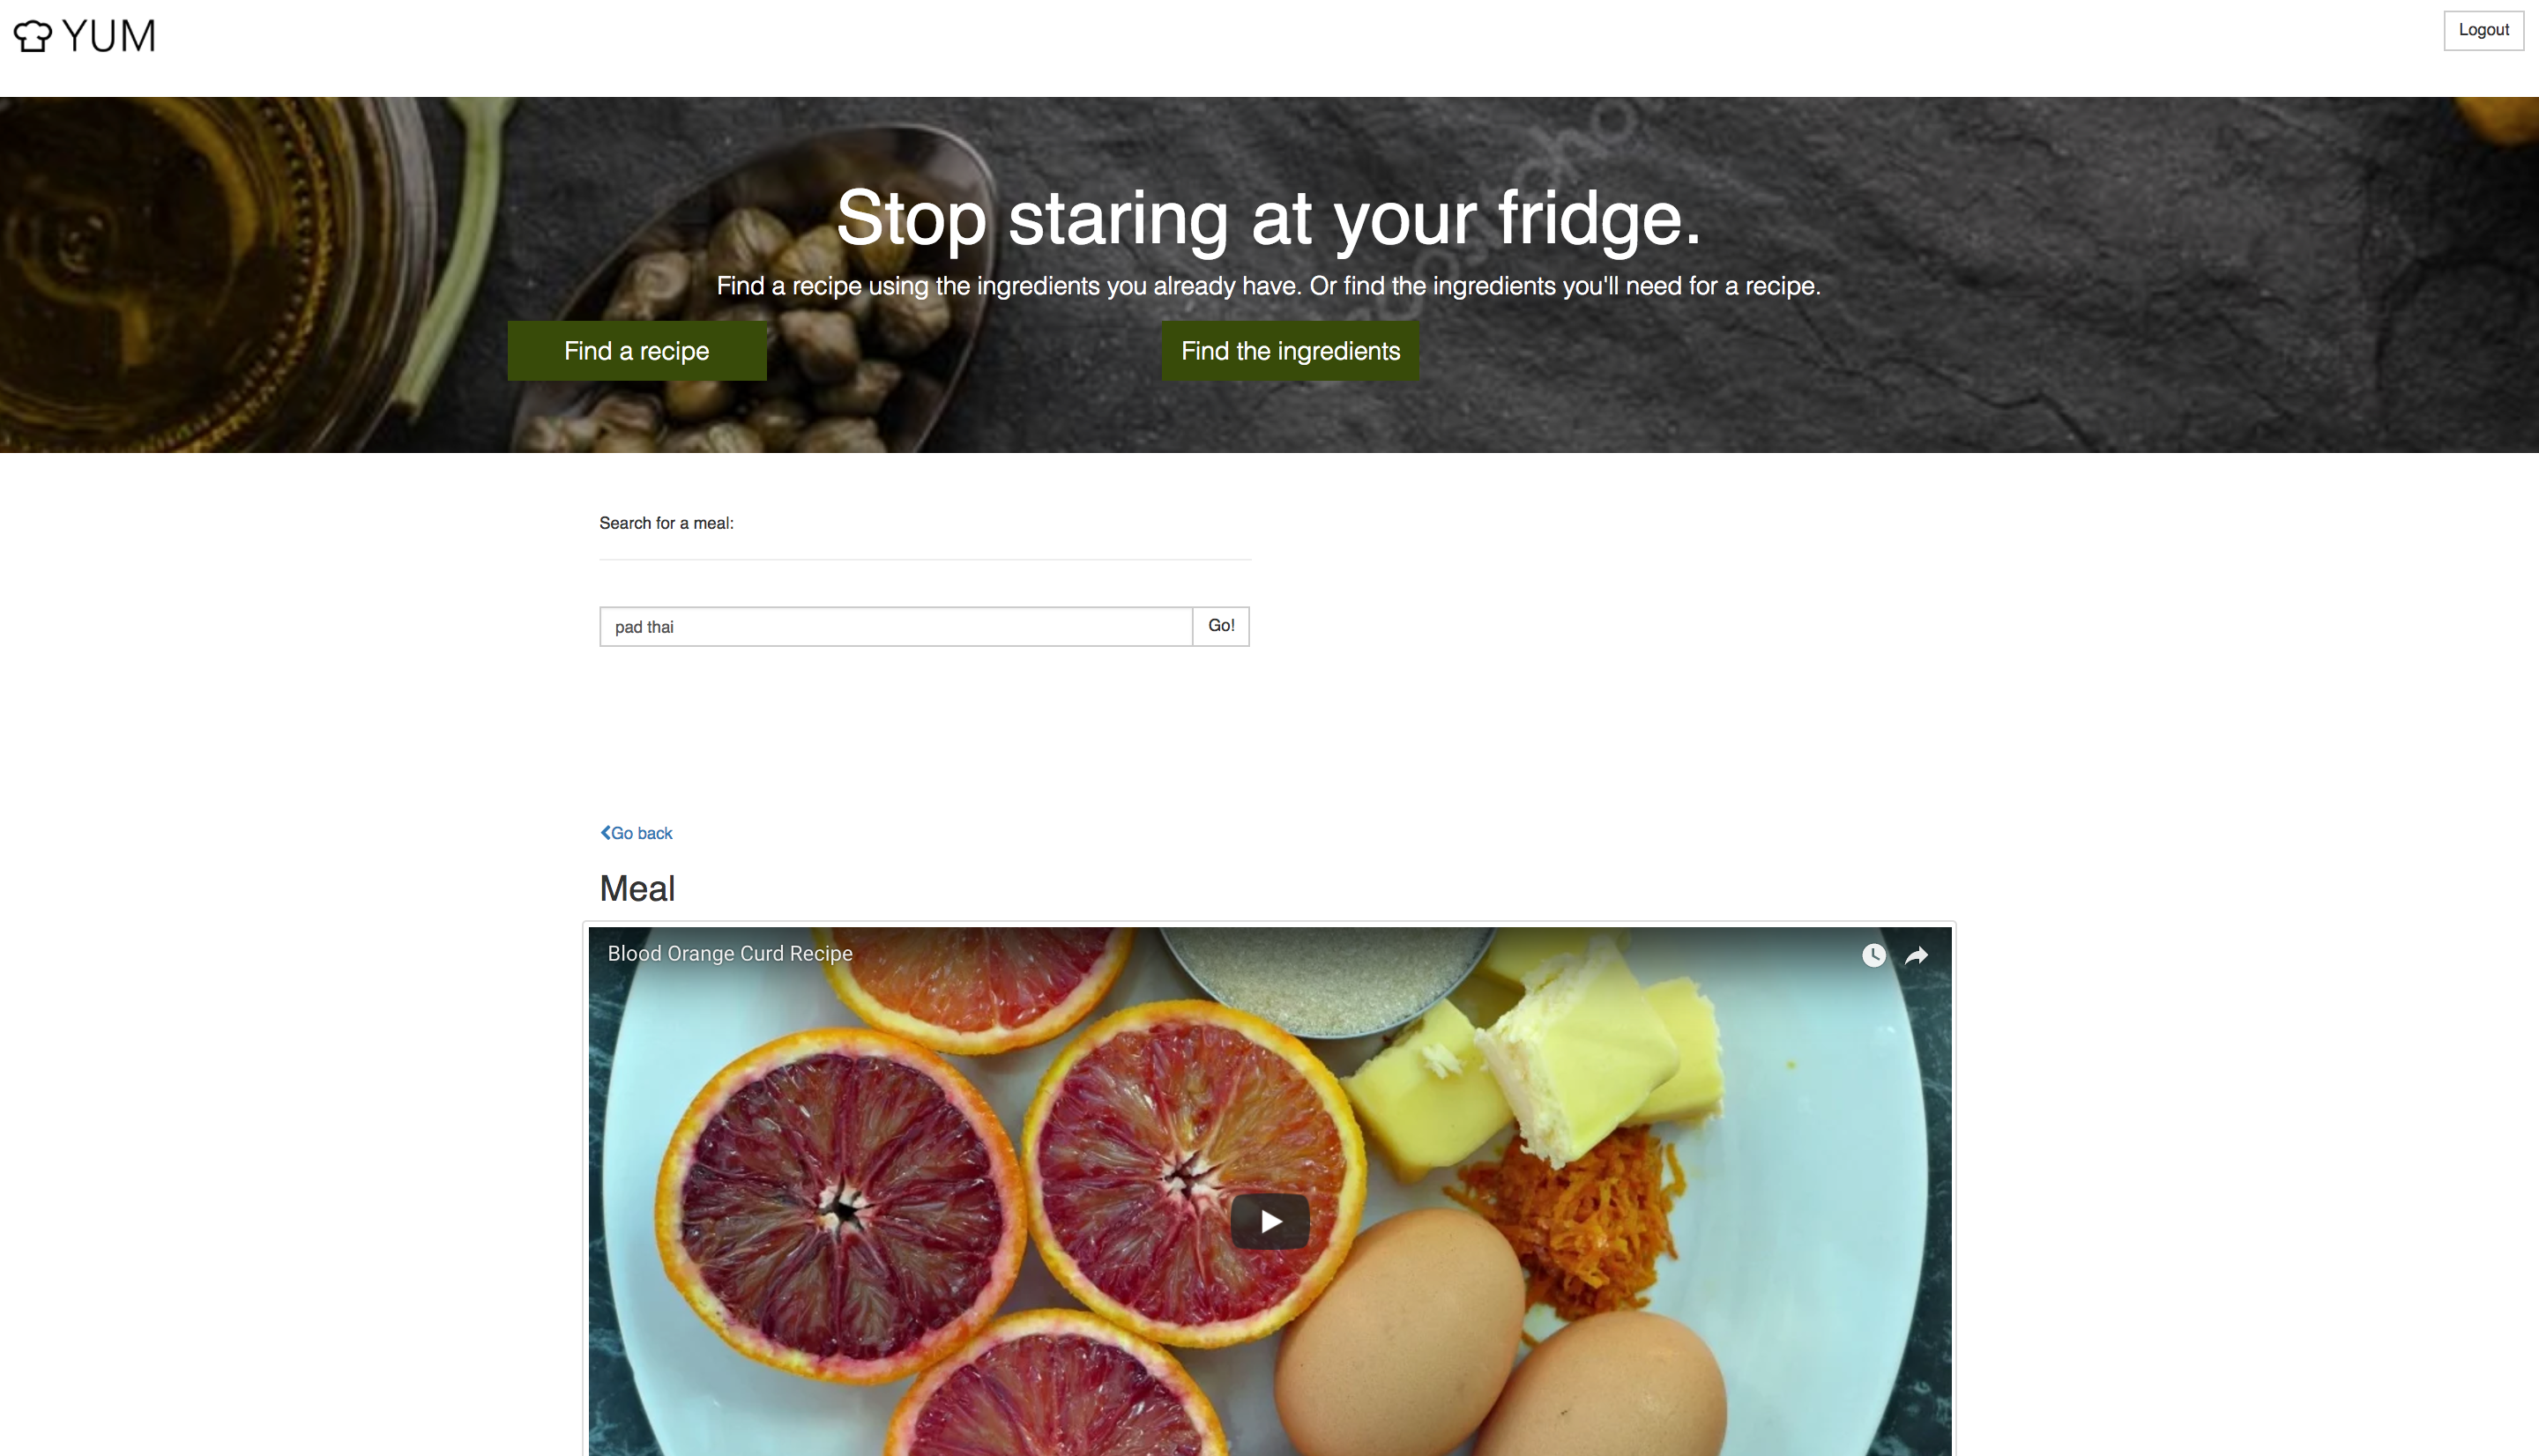 YUM
Logout
Stop staring at your fridge.
Find a recipe using the ingredients you already have. Or find the ingredients you'll need for a recipe.
Find a recipe
Find the ingredients
Search for a meal:
pad thai
Go!
Go back
Meal
Blood Orange Curd Recipe